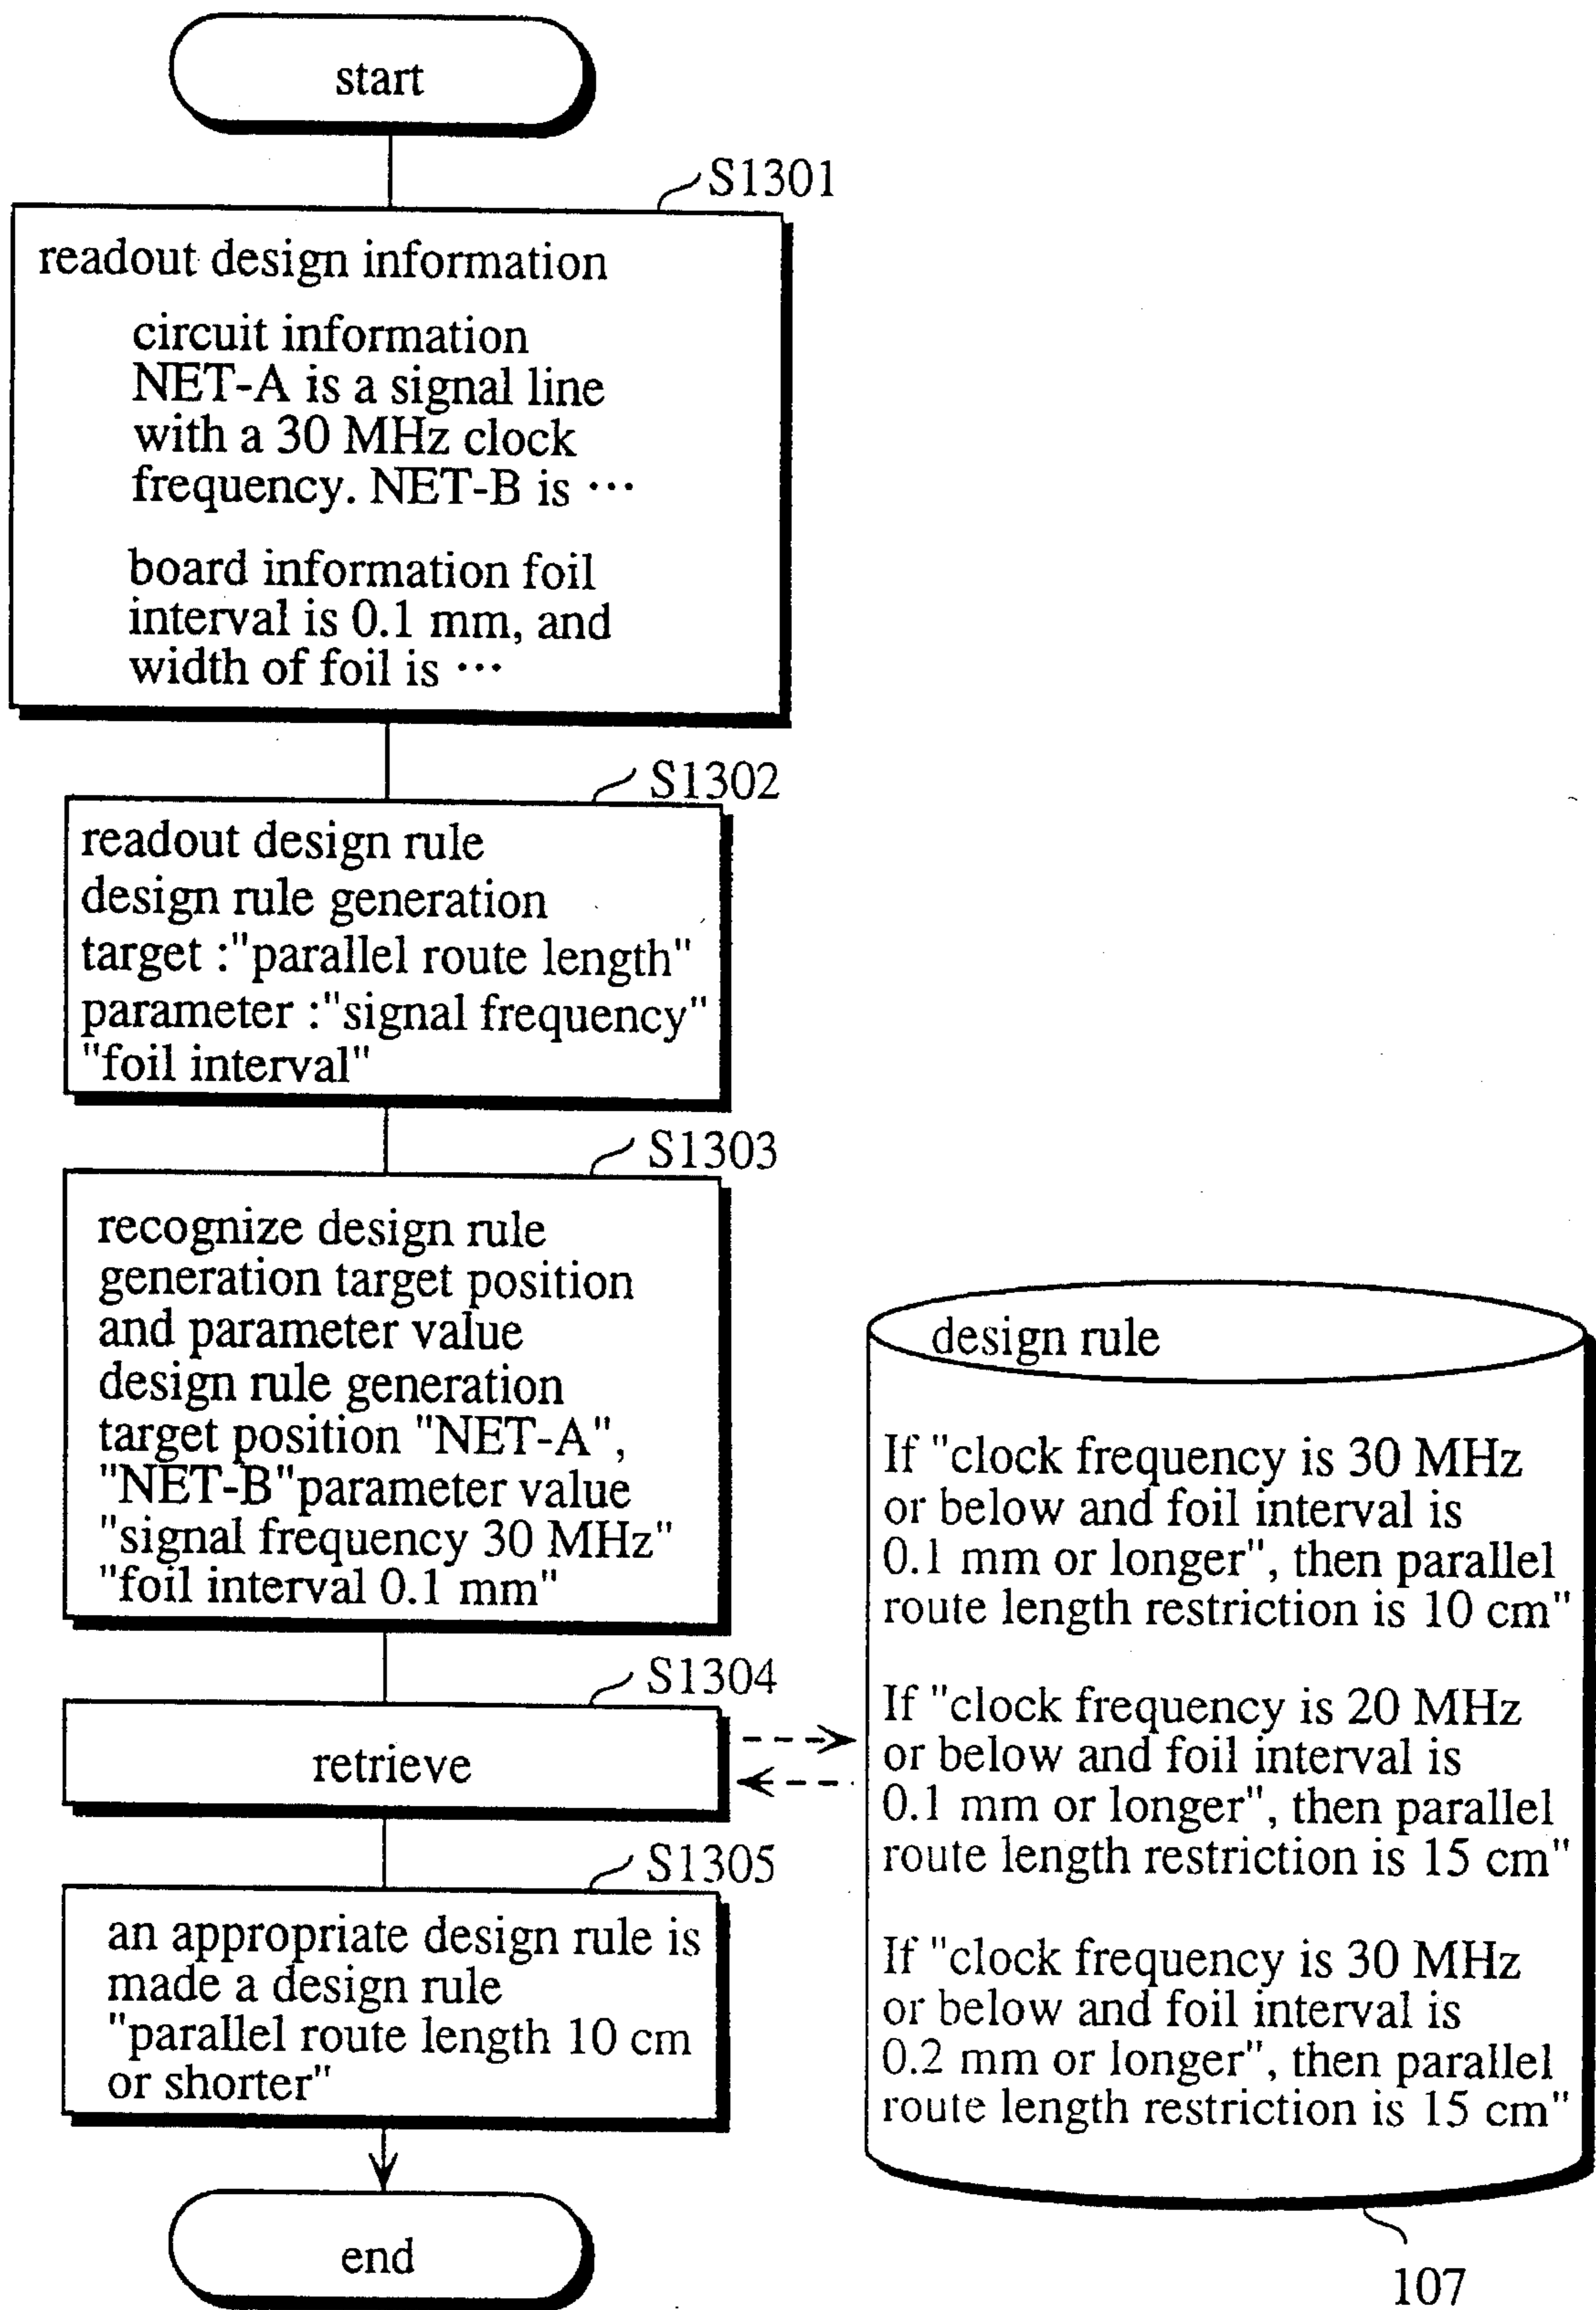 start
S1301
readout design information
circuit information
NET-A is a signal line
with a 30 MHz clock
frequency. NET-B is ···
board information foil
interval is 0.1 mm, and
width of foil is ···
S1302
readout design rule
design rule generation
target :"parallel route length"
parameter :"signal frequency"
"foil interval"
S1303
recognize design rule
generation target position
and parameter value
design rule generation
target position "NET-A",
"NET-B"parameter value
"signal frequency 30 MHz"
"foil interval 0.1 mm"
S1304
retrieve
S1305
an appropriate design rule is
made a design rule
"parallel route length 10 cm
or shorter"
end
design rule
If "clock frequency is 30 MHz
or below and foil interval is
0.1 mm or longer", then parallel
route length restriction is 10 cm"
If "clock frequency is 20 MHz
or below and foil interval is
0.1 mm or longer", then parallel
route length restriction is 15 cm"
If "clock frequency is 30 MHz
or below and foil interval is
0.2 mm or longer", then parallel
route length restriction is 15 cm"
107